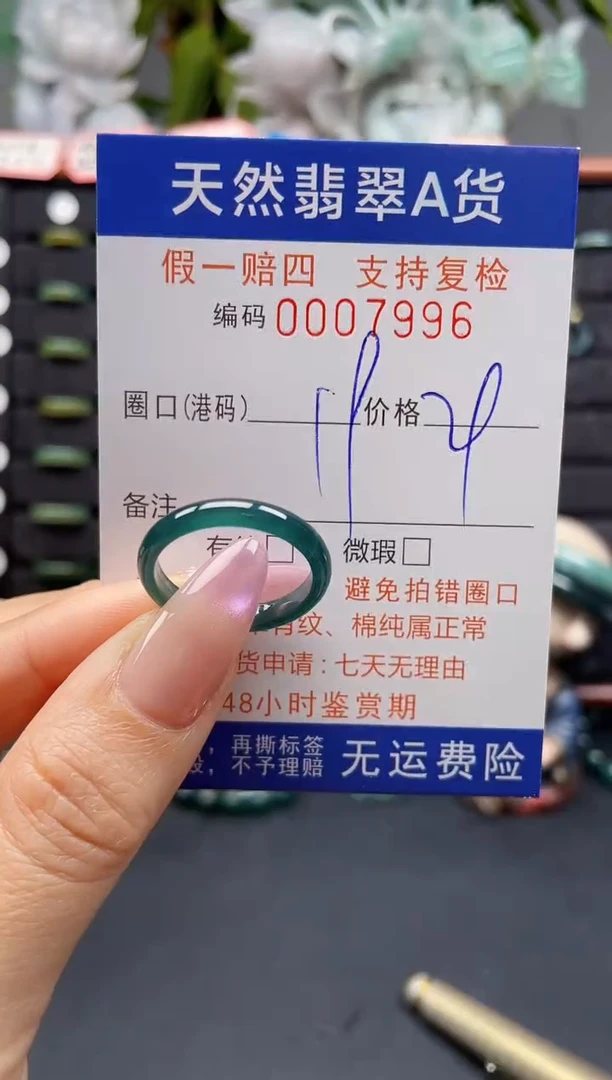 天然翡翠A货
假一赔四 支持复检
编码 0007996
圈口(港码) 价格
备注
微瑕
避免拍错圈口
有纹、棉纯属正常
货申请：七天无理由
48小时鉴赏期
再撕标签
不予理赔
无运费险